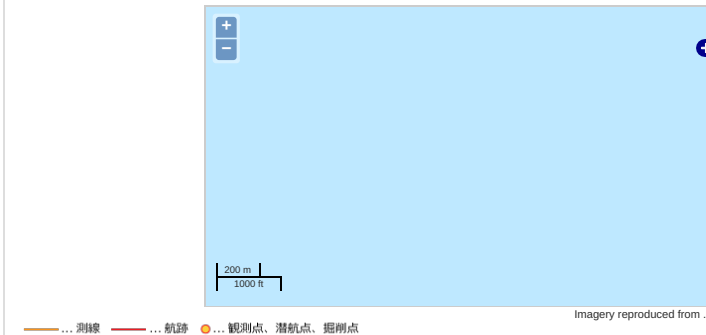 +
−
200 m
1000 ft
Imagery reproduced from .
... 測線 ... 航跡 ... 観測点、潜航点、掘削点